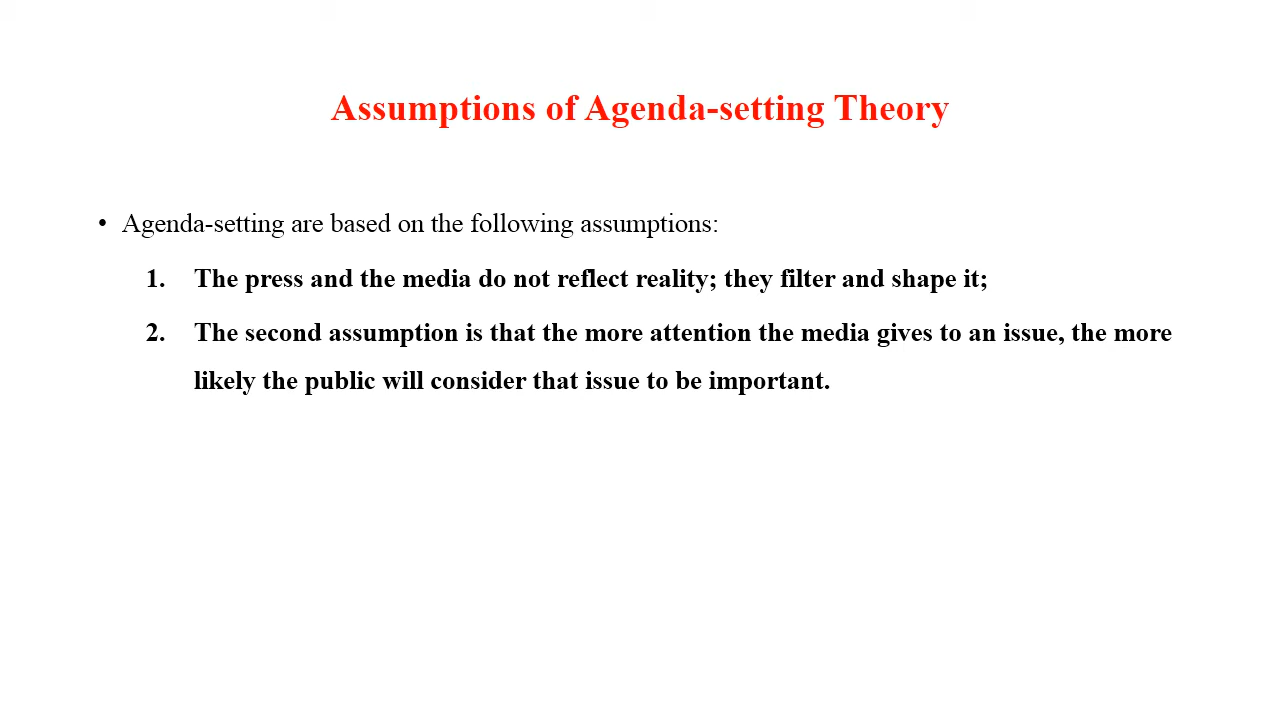 Assumptions of Agenda-setting Theory
• Agenda-setting are based on the following assumptions:
1. The press and the media do not reflect reality; they filter and shape it;
2. The second assumption is that the more attention the media gives to an issue, the more
likely the public will consider that issue to be important.